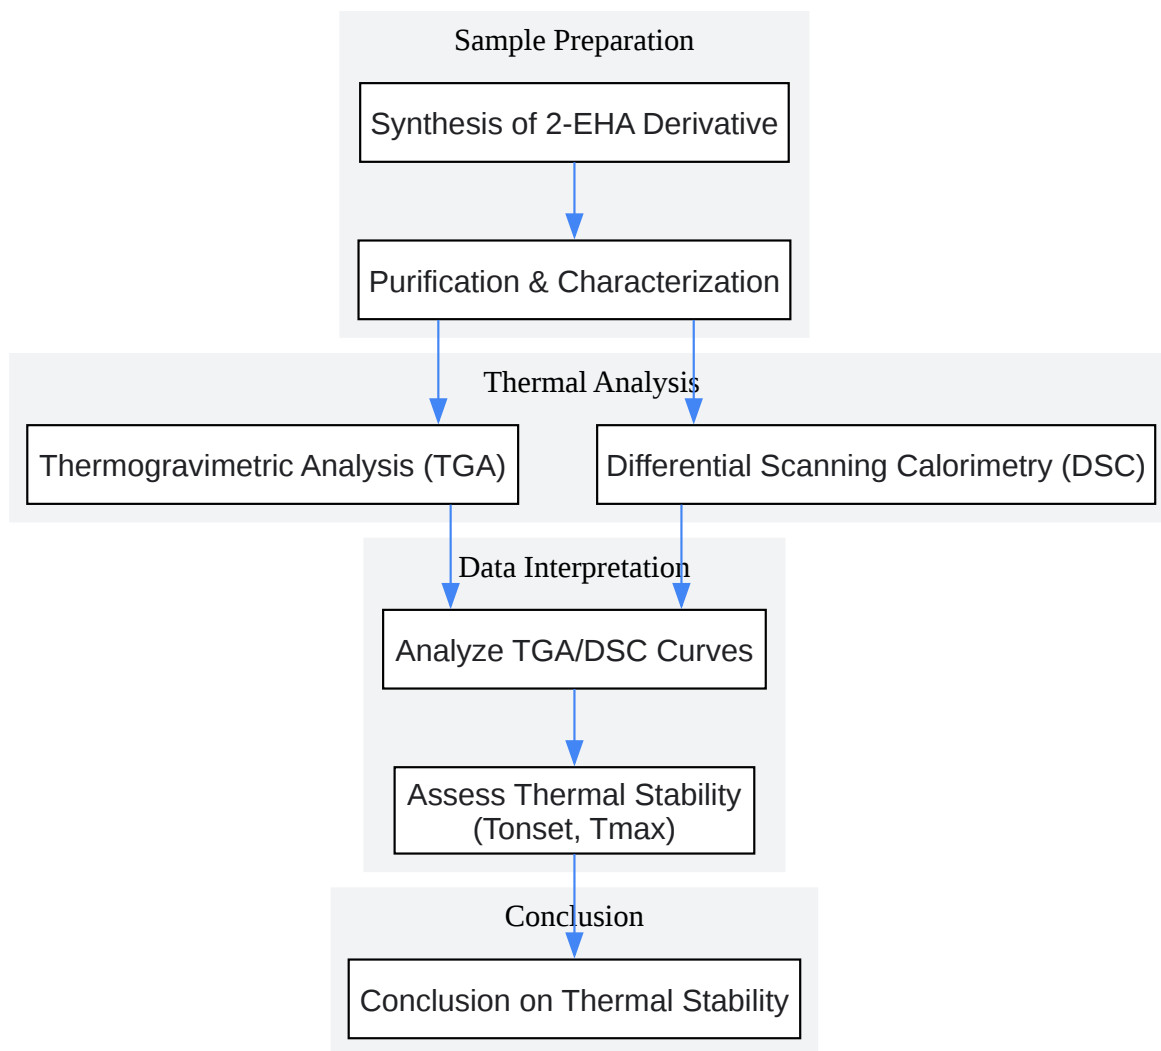 Sample Preparation
Synthesis of 2-EHA Derivative
Purification & Characterization
Thermal Analysis
Thermogravimetric Analysis (TGA)
Differential Scanning Calorimetry (DSC)
Data Interpretation
Analyze TGA/DSC Curves
Assess Thermal Stability
(Tonset, Tmax)
Conclusion
Conclusion on Thermal Stability